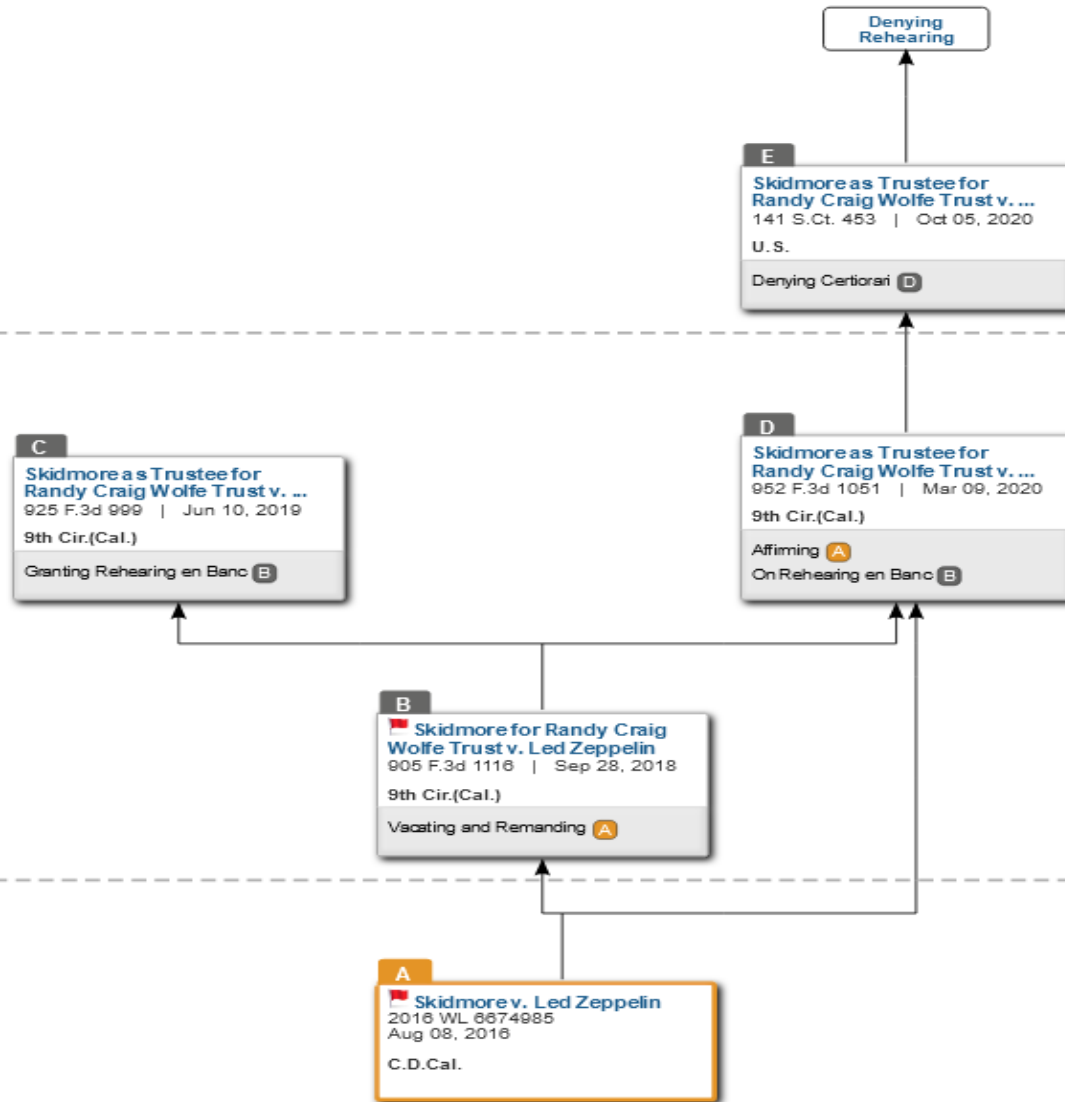 Denying
Rehearing
E
Skidmore as Trustee for
Randy Craig Wolfe Trust v. ...
141 S.Ct. 453 | Oct 05, 2020
U.S.
Denying Certiorari D
C
Skidmore as Trustee for
Randy Craig Wolfe Trust v. ...
925 F.3d 999 | Jun 10, 2019
9th Cir.(Cal.)
Granting Rehearing en Banc B
D
Skidmore as Trustee for
Randy Craig Wolfe Trust v. ...
952 F.3d 1051 | Mar 09, 2020
9th Cir.(Cal.)
Affirming A
On Rehearing en Banc B
B
Skidmore for Randy Craig
Wolfe Trust v. Led Zeppelin
905 F.3d 1116 | Sep 28, 2018
9th Cir.(Cal.)
Vacating and Remanding A
A
Skidmore v. Led Zeppelin
2016 WL 6674985
Aug 08, 2016
C.D.Cal.